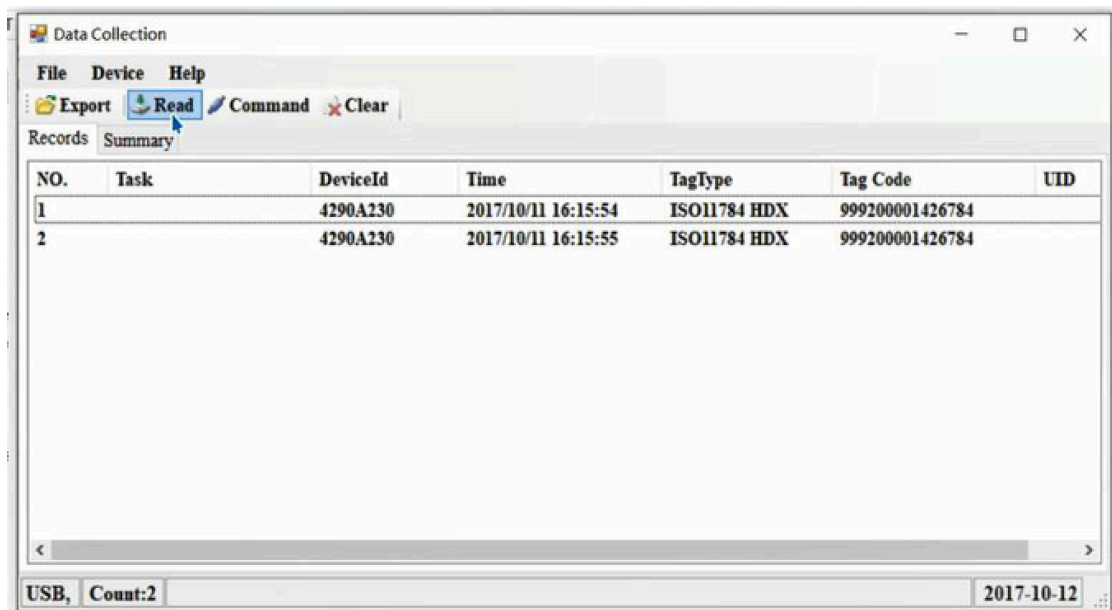 Data Collection
File Device Help
Export Read Command Clear
Records Summary
NO. Task DeviceId Time TagType Tag Code UID
1 4290A230 2017/10/11 16:15:54 ISO11784 HDX 999200001426784
2 4290A230 2017/10/11 16:15:55 ISO11784 HDX 999200001426784
USB, Count:2 2017-10-12